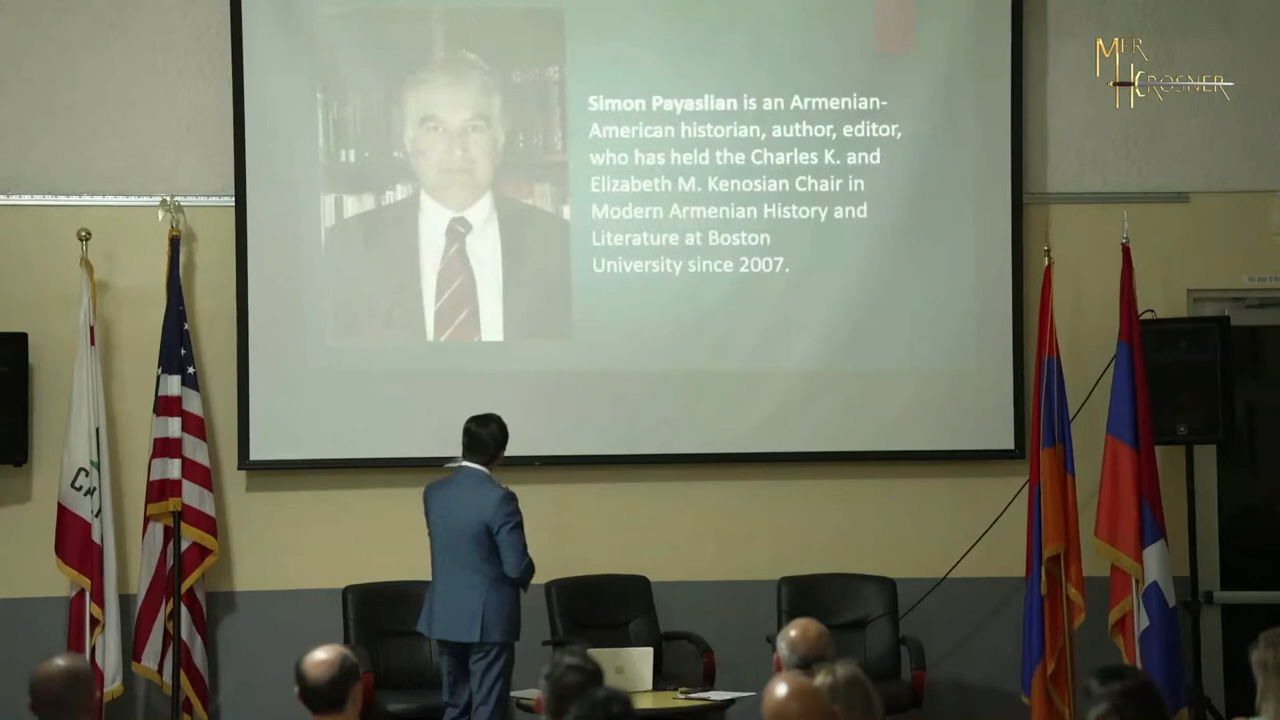 MER
HEROSNER
Simon Payaslian is an Armenian-
American historian, author, editor,
who has held the Charles K. and
Elizabeth M. Kenosian Chair in
Modern Armenian History and
Literature at Boston
University since 2007.